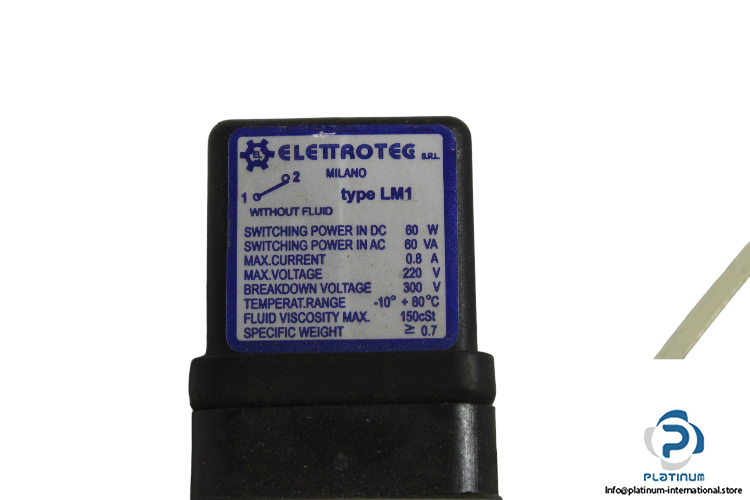 EL ELETTROTEC S.R.L.
MILANO
1 2 type LM1
WITHOUT FLUID
SWITCHING POWER IN DC 60 W
SWITCHING POWER IN AC 60 VA
MAX.CURRENT 0.8 A
MAX.VOLTAGE 220 V
BREAKDOWN VOLTAGE 300 V
TEMPERAT.RANGE -10° ÷ 80°C
FLUID VISCOSITY MAX. 150cSt
SPECIFIC WEIGHT ≥ 0.7
PLATINUM
Info@platinum-international.store